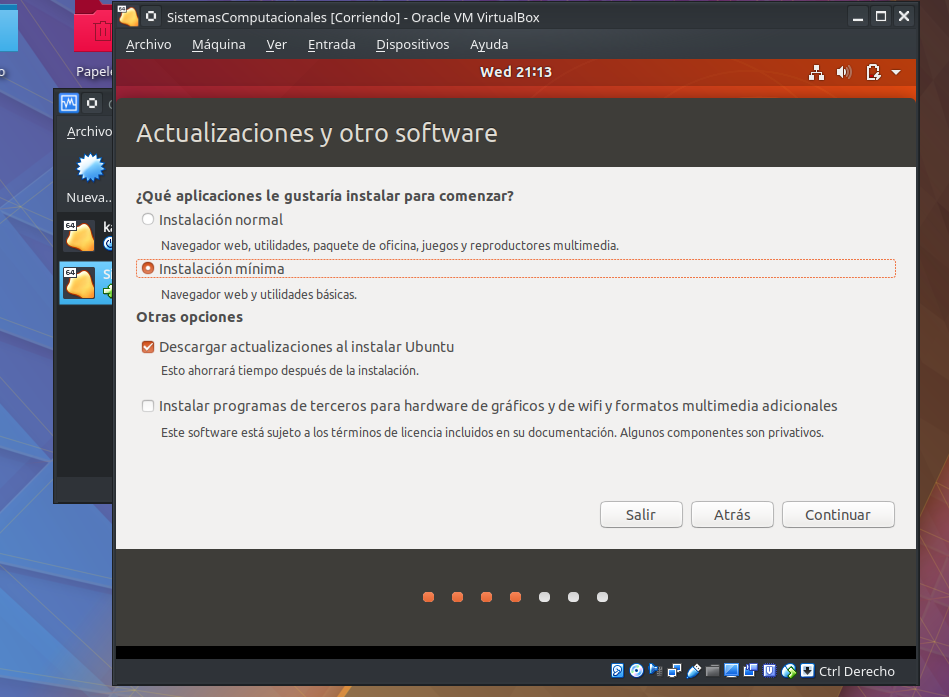 SistemasComputacionales [Corriendo] - Oracle VM VirtualBox
Archivo Máquina Ver Entrada Dispositivos Ayuda
Wed 21:13
Papele
Archivo
Nueva...
64
64
Actualizaciones y otro software
¿Qué aplicaciones le gustaría instalar para comenzar?
Instalación normal
Navegador web, utilidades, paquete de oficina, juegos y reproductores multimedia.
Instalación mínima
Navegador web y utilidades básicas.
Otras opciones
Descargar actualizaciones al instalar Ubuntu
Esto ahorrará tiempo después de la instalación.
Instalar programas de terceros para hardware de gráficos y de wifi y formatos multimedia adicionales
Este software está sujeto a los términos de licencia incluidos en su documentación. Algunos componentes son privativos.
Salir Atrás Continuar
Ctrl Derecho